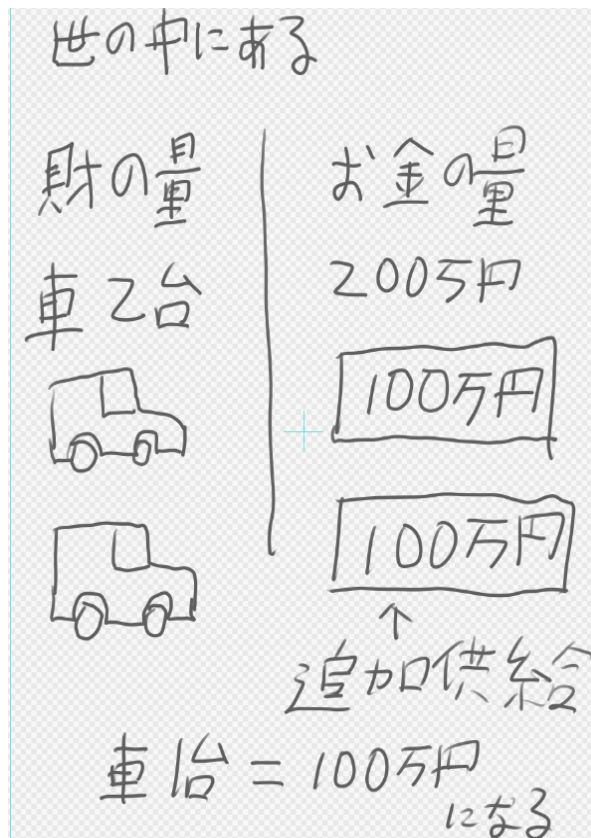 世の中にある
財の量
お金の量
車2台
200万円
100万円
100万円
↑
追加供給
車1台=100万円
になる